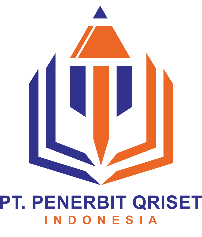 PT. PENERBIT QRISET
INDONESIA